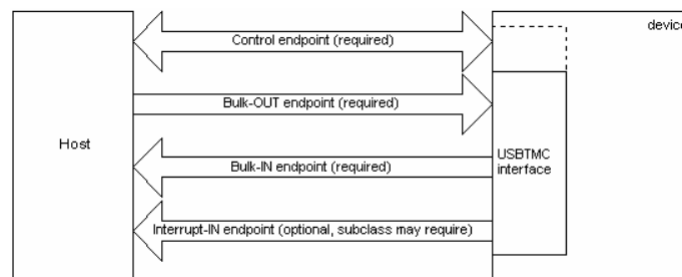 Control endpoint (required)
device
Bulk-OUT endpoint (required)
Host
USBTMC
interface
Bulk-IN endpoint (required)
Interrupt-IN endpoint (optional, subclass may require)